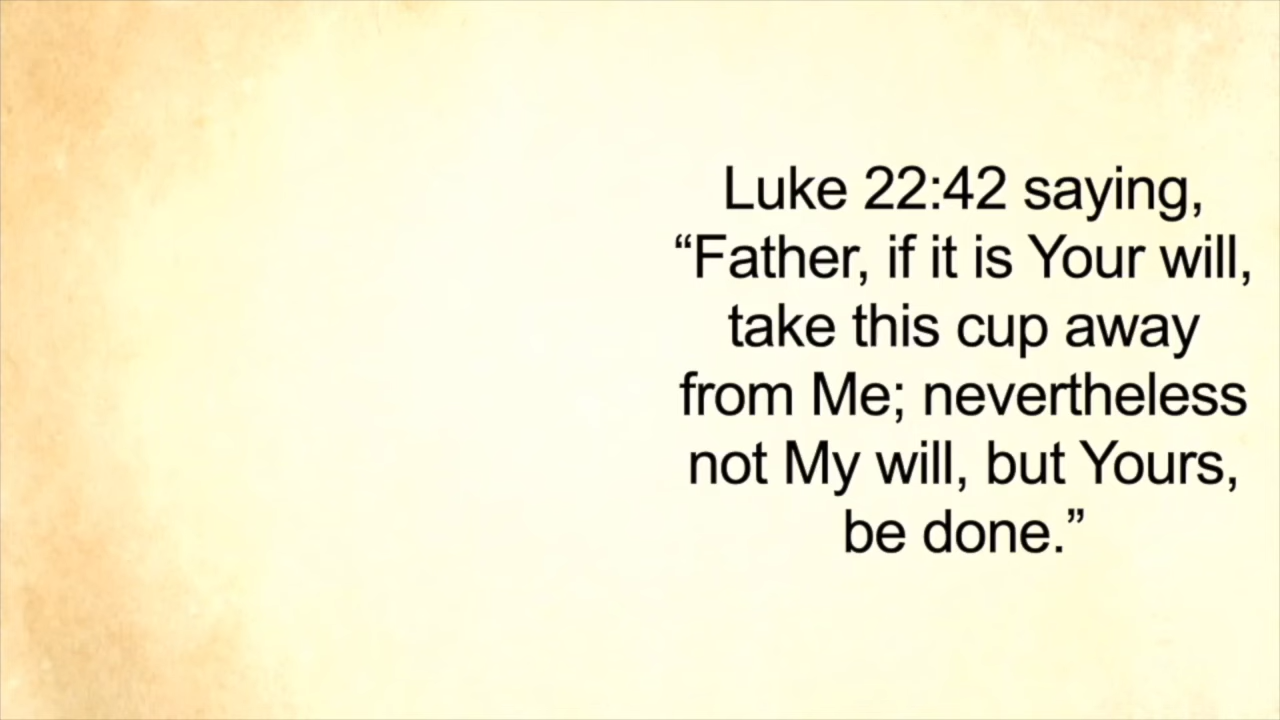 Luke 22:42 saying,
“Father, if it is Your will,
take this cup away
from Me; nevertheless
not My will, but Yours,
be done.”